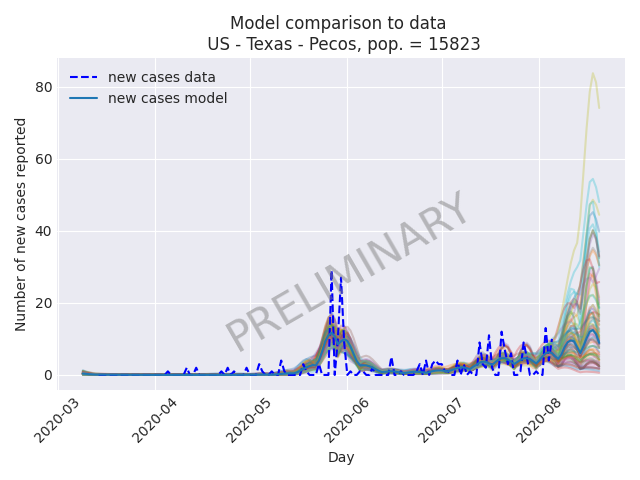 Model comparison to data
US - Texas - Pecos, pop. = 15823
new cases data
new cases model
80
60
40
20
0
Number of new cases reported
PRELIMINARY
2020-03
2020-04
2020-05
2020-06
2020-07
2020-08
Day